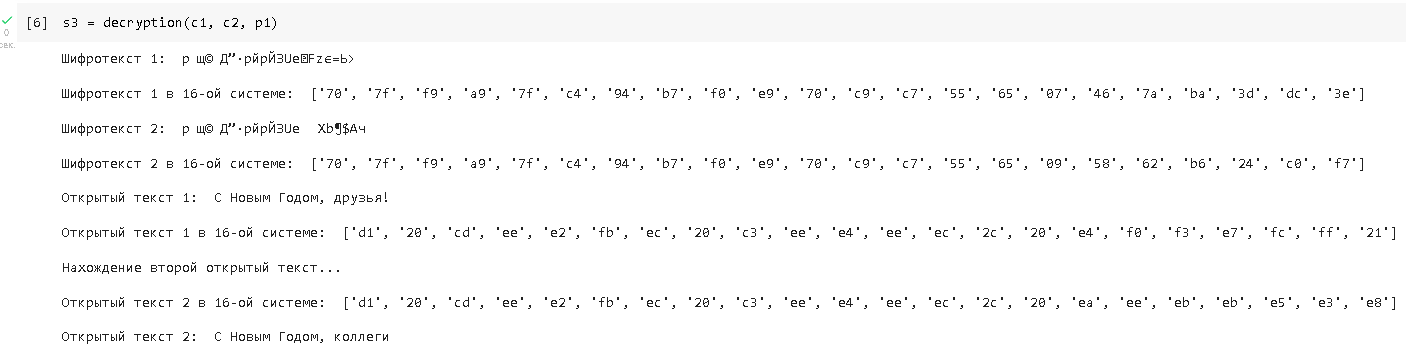 [6] s3 = decryption(c1, c2, p1)
0
сек.
Шифротекст 1: р щ© Д”·рйрЙЗUeFzє=Ь>
Шифротекст 1 в 16-ой системе: ['70', '7f', 'f9', 'a9', '7f', 'c4', '94', 'b7', 'f0', 'e9', '70', 'c9', 'c7', '55', '65', '07', '46', '7a', 'ba', '3d', 'dc', '3e']
Шифротекст 2: р щ© Д”·рйрЙЗUe Xb¶$Ач
Шифротекст 2 в 16-ой системе: ['70', '7f', 'f9', 'a9', '7f', 'c4', '94', 'b7', 'f0', 'e9', '70', 'c9', 'c7', '55', '65', '09', '58', '62', 'b6', '24', 'c0', 'f7']
Открытый текст 1: С Новым Годом, друзья!
Открытый текст 1 в 16-ой системе: ['d1', '20', 'cd', 'ee', 'e2', 'fb', 'ec', '20', 'c3', 'ee', 'e4', 'ee', 'ec', '2c', '20', 'e4', 'f0', 'f3', 'e7', 'fc', 'ff', '21']
Нахождение второй открытый текст...
Открытый текст 2 в 16-ой системе: ['d1', '20', 'cd', 'ee', 'e2', 'fb', 'ec', '20', 'c3', 'ee', 'e4', 'ee', 'ec', '2c', '20', 'ea', 'ee', 'eb', 'eb', 'e5', 'e3', 'e8']
Открытый текст 2: С Новым Годом, коллеги